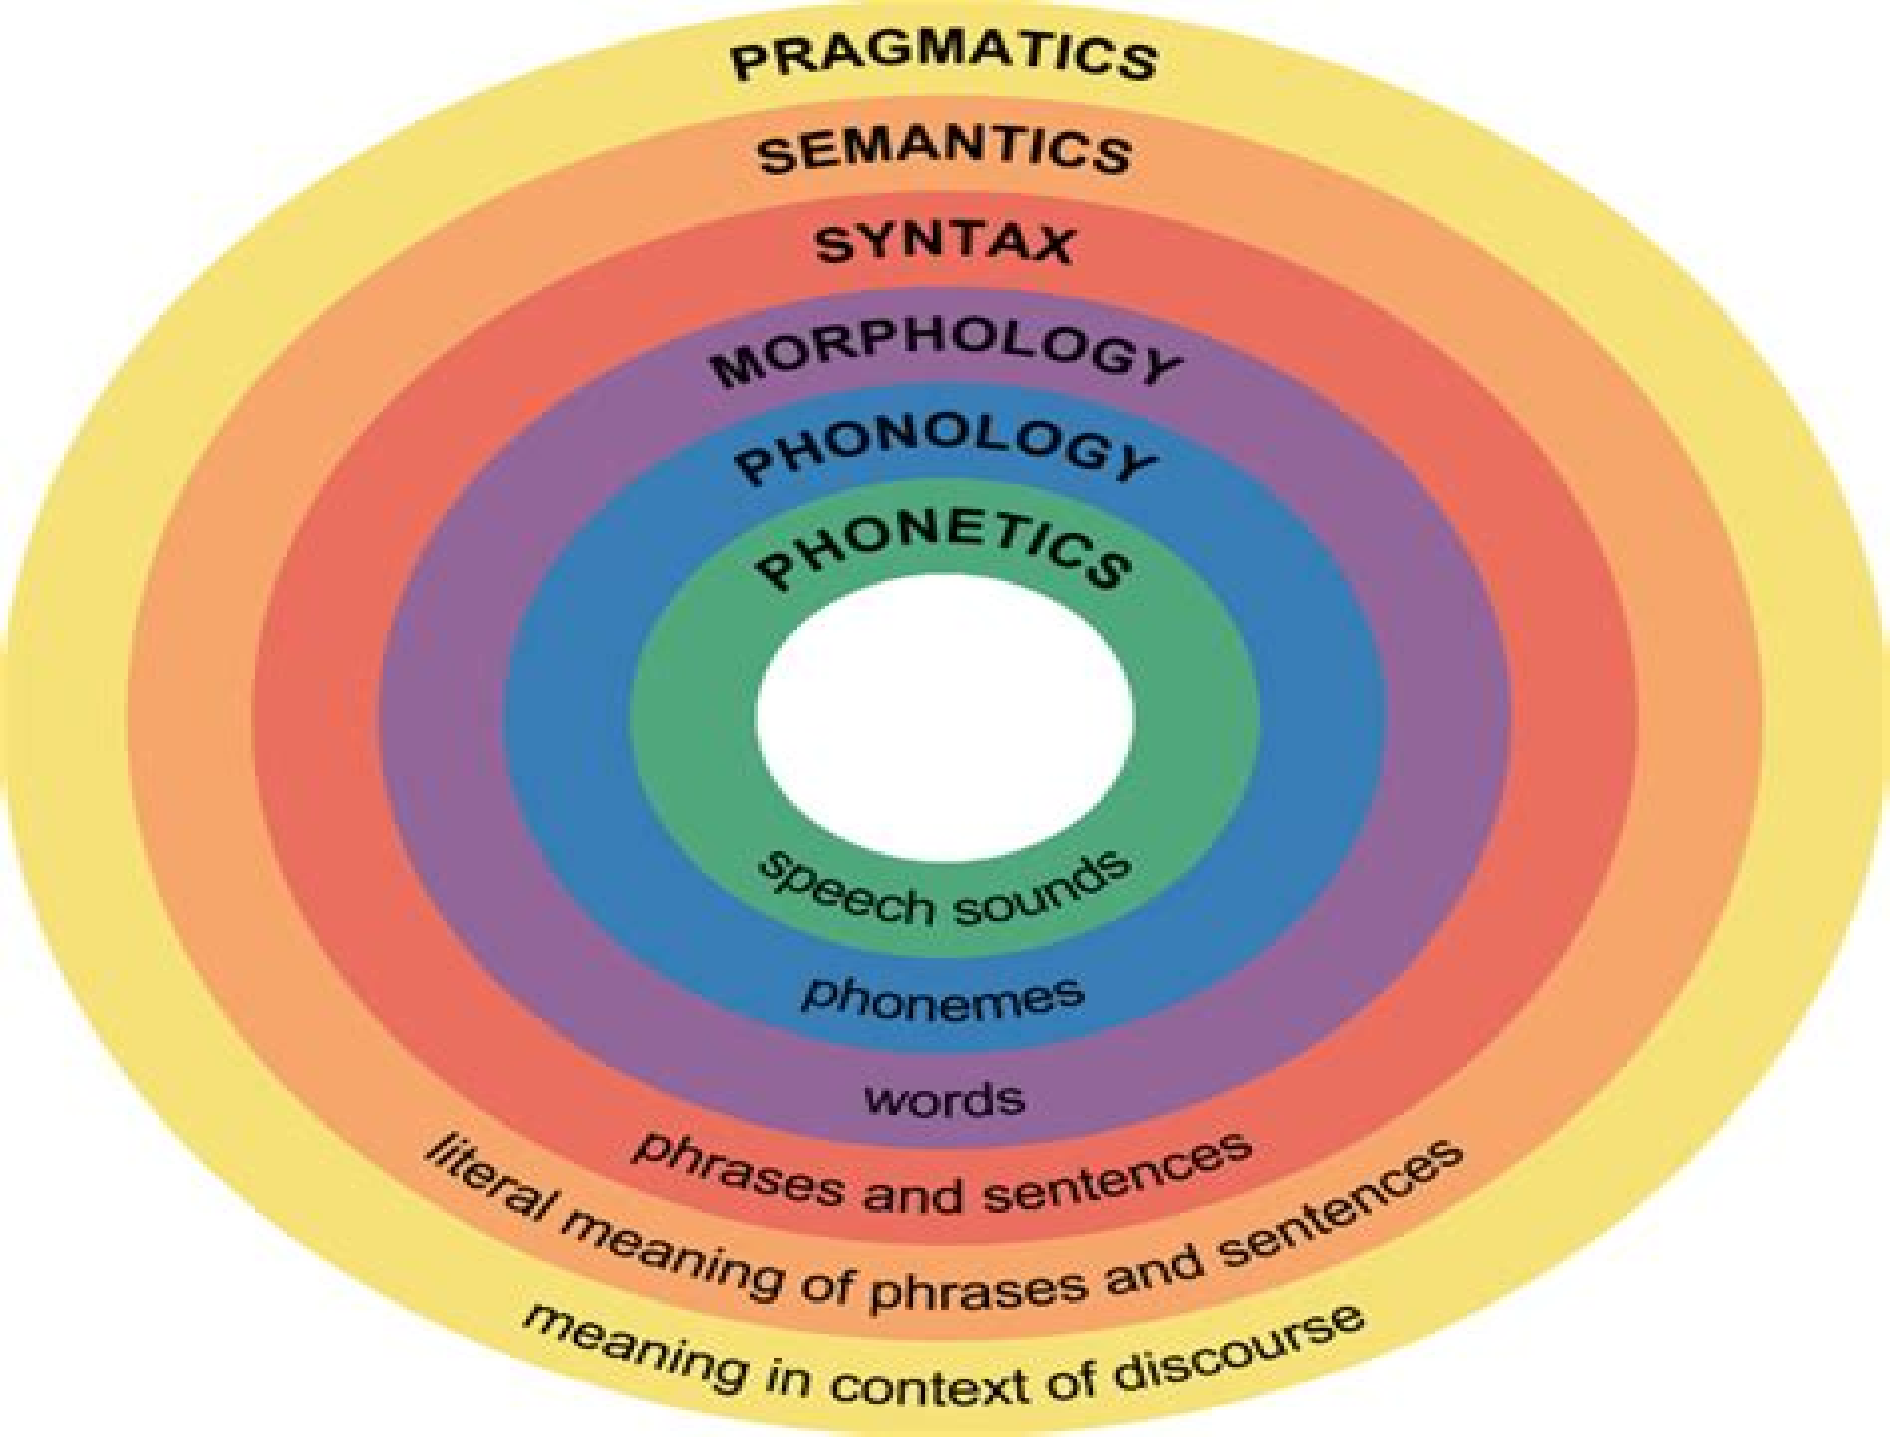 PRAGMATICS
SEMANTICS
SYNTAX
MORPHOLOGY
PHONOLOGY
PHONETICS
speech sounds
phonemes
words
phrases and sentences
literal meaning of phrases and sentences
meaning in context of discourse